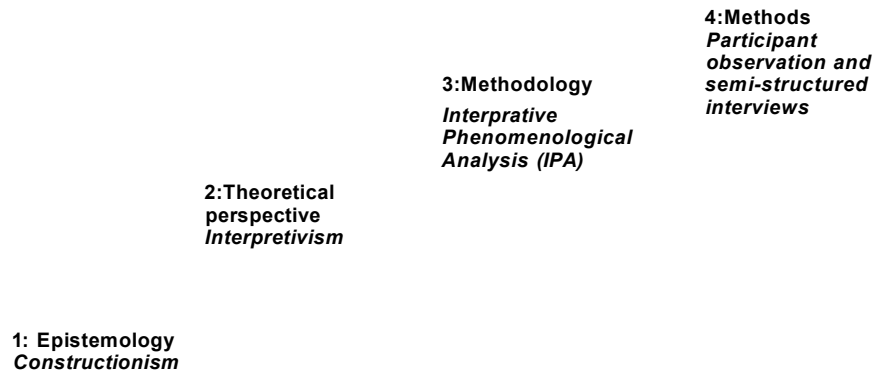 1: Epistemology
Constructionism
2:Theoretical
perspective
Interpretivism
3:Methodology
Interprative
Phenomenological
Analysis (IPA)
4:Methods
Participant
observation and
semi-structured
interviews